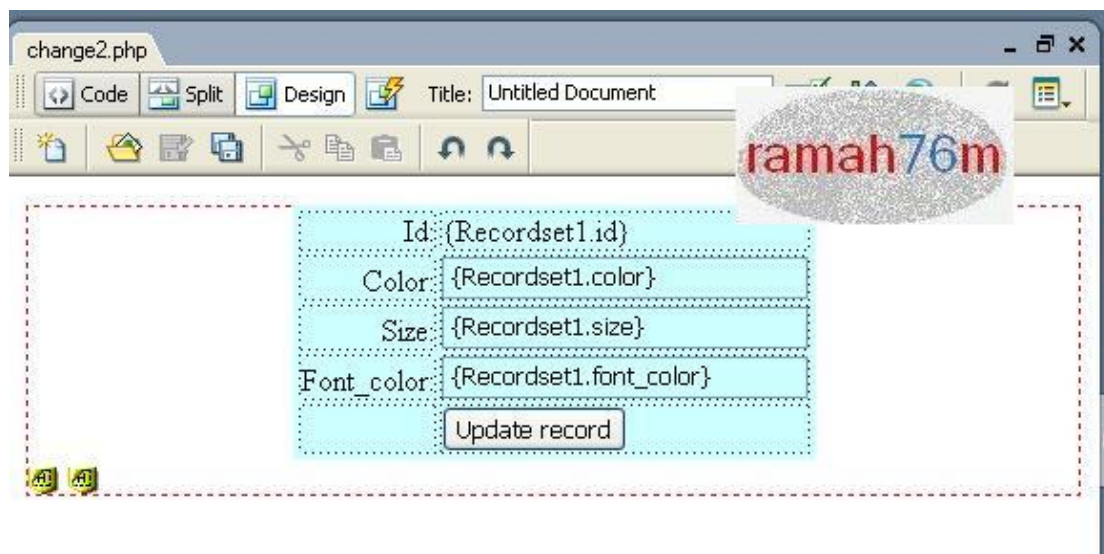 change2.php
Code Split Design Title: Untitled Document
ramah76m
Id: {Recordset1.id}
Color: {Recordset1.color}
Size: {Recordset1.size}
Font_color: {Recordset1.font_color}
Update record